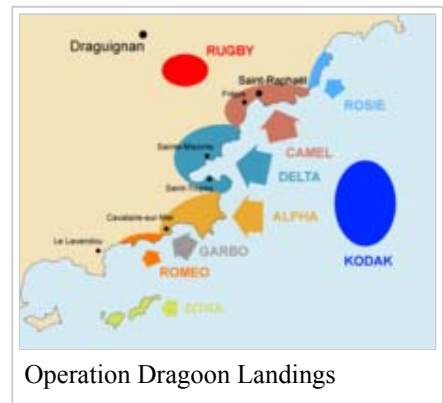 Draguignan
RUGBY
Saint-Raphaël
Fréjus
ROSIE
CAMEL
Sainte-Maxime
DELTA
Saint-Tropez
Cavalaire-sur-Mer
ALPHA
Le Lavandou
GARBO
KODAK
ROMEO
SITKA
Operation Dragoon Landings